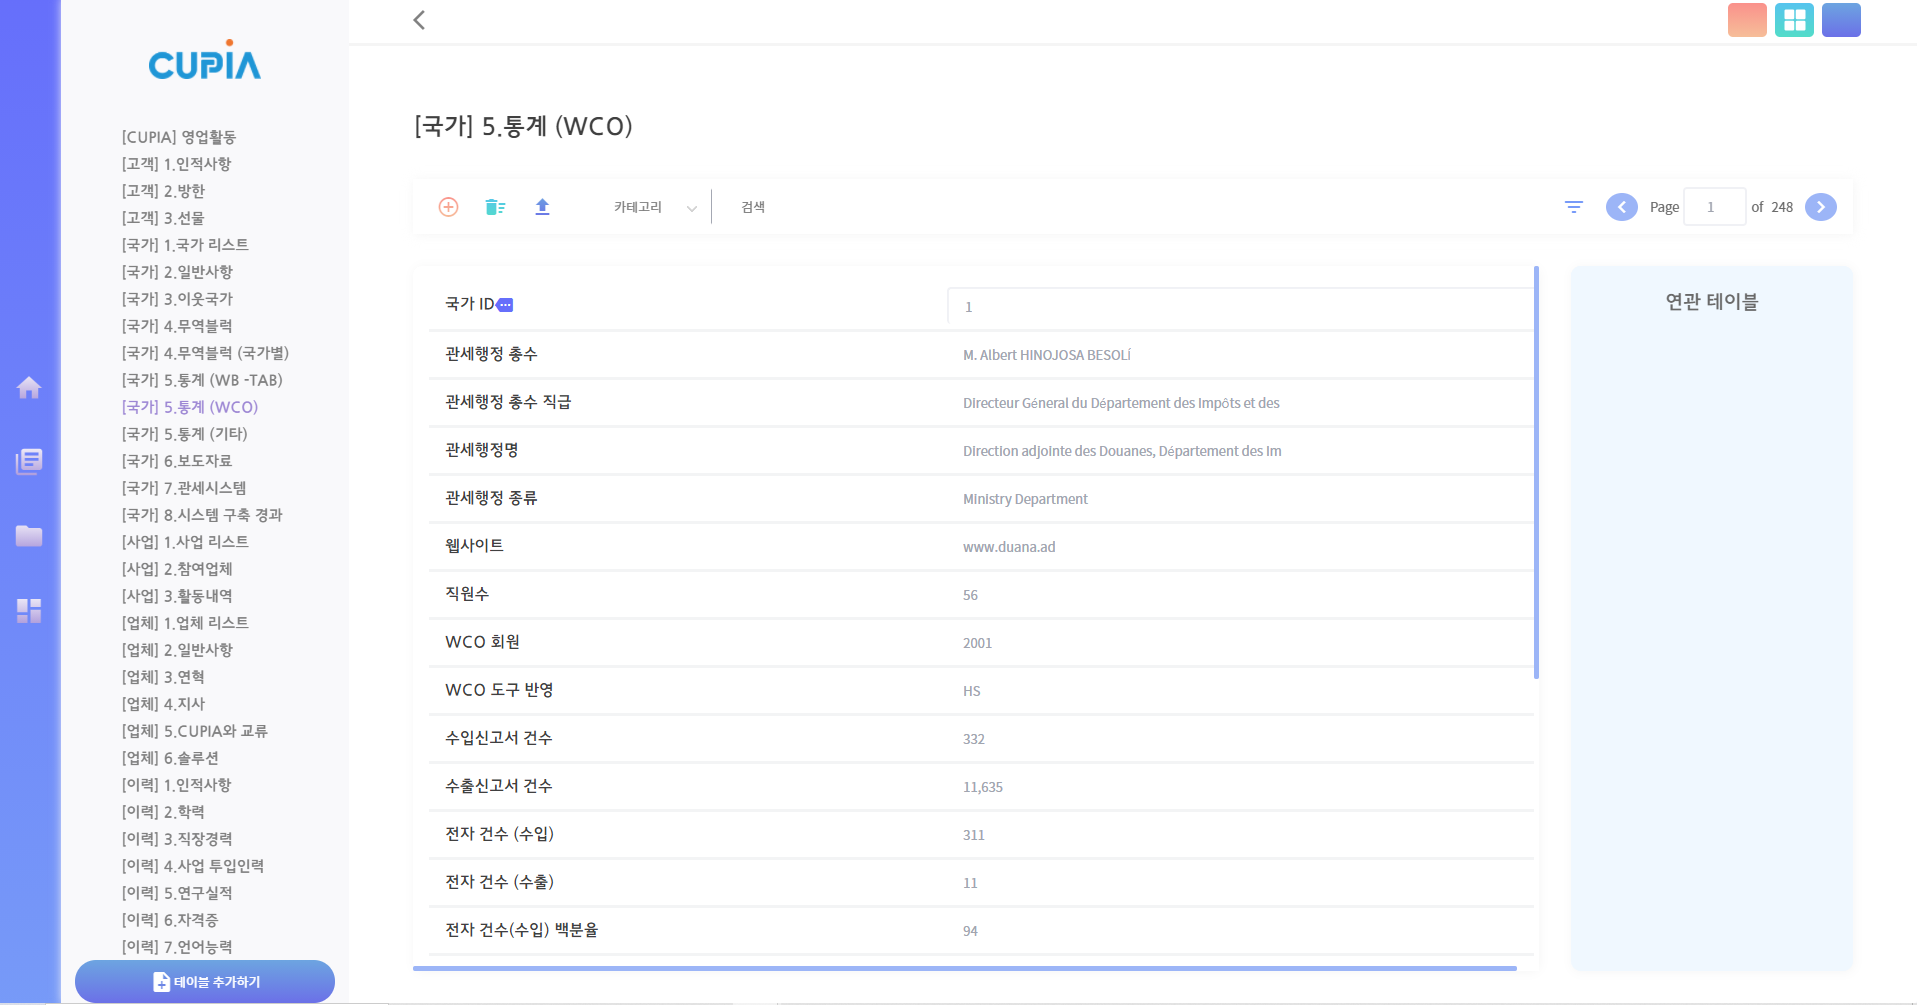 CUPIA
[CUPIA] 영업활동
[고객] 1.인적사항
[고객] 2.방한
[고객] 3.선물
[국가] 1.국가 리스트
[국가] 2.일반사항
[국가] 3.이웃국가
[국가] 4.무역블럭
[국가] 4.무역블럭 (국가별)
[국가] 5.통계 (WB -TAB)
[국가] 5.통계 (WCO)
[국가] 5.통계 (기타)
[국가] 6.보도자료
[국가] 7.관세시스템
[국가] 8.시스템 구축 경과
[사업] 1.사업 리스트
[사업] 2.참여업체
[사업] 3.활동내역
[업체] 1.업체 리스트
[업체] 2.일반사항
[업체] 3.연혁
[업체] 4.지사
[업체] 5.CUPIA와 교류
[업체] 6.솔루션
[이력] 1.인적사항
[이력] 2.학력
[이력] 3.직장경력
[이력] 4.사업 투입인력
[이력] 5.연구실적
[이력] 6.자격증
[이력] 7.언어능력
테이블 추가하기
[국가] 5.통계 (WCO)
카테고리 검색 Page 1 of 248
국가 ID 1
관세행정 총수 M. Albert HINOJOSA BESOLÍ
관세행정 총수 직급 Directeur Géneral du Département des Impôts et des
관세행정명 Direction adjointe des Douanes, Département des Im
관세행정 종류 Ministry Department
웹사이트 www.duana.ad
직원수 56
WCO 회원 2001
WCO 도구 반영 HS
수입신고서 건수 332
수출신고서 건수 11,635
전자 건수 (수입) 311
전자 건수 (수출) 11
전자 건수(수입) 백분율 94
연관 테이블